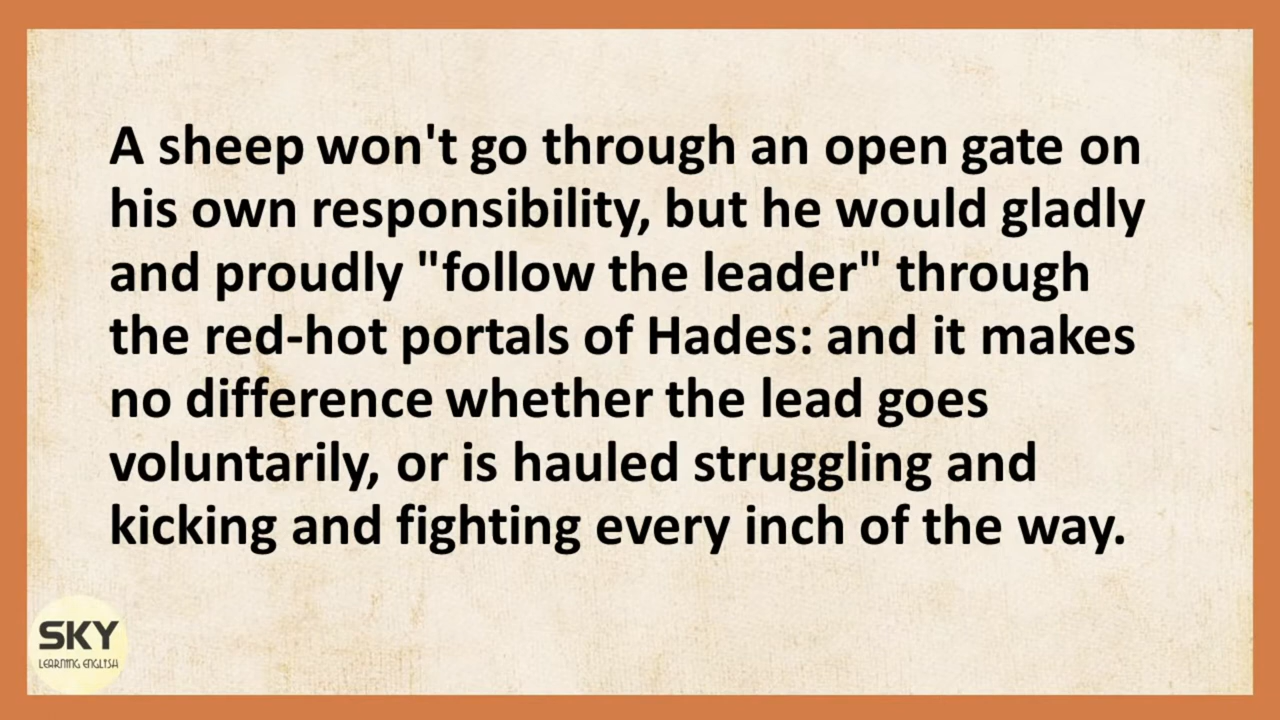 A sheep won't go through an open gate on
his own responsibility, but he would gladly
and proudly "follow the leader" through
the red-hot portals of Hades: and it makes
no difference whether the lead goes
voluntarily, or is hauled struggling and
kicking and fighting every inch of the way.
SKY
LEARNING ENGLISH